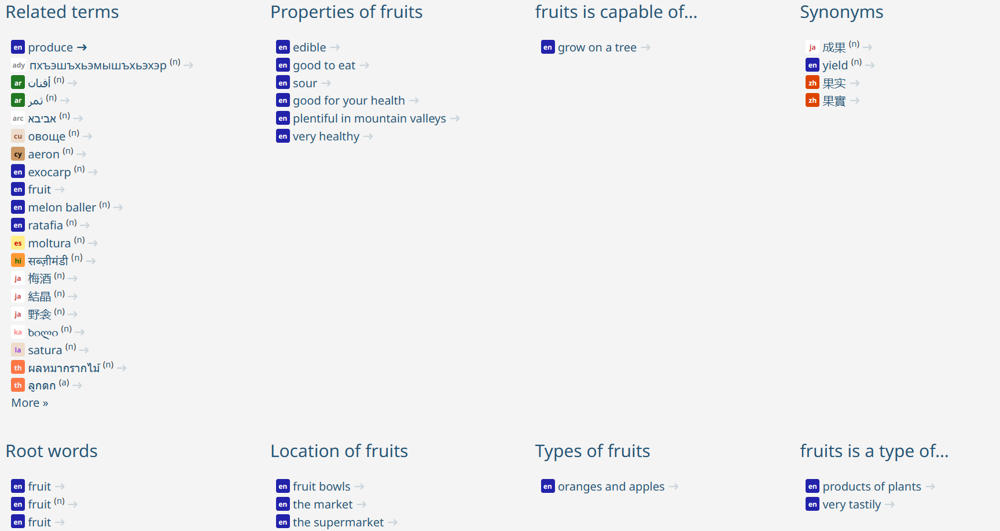 Related terms
en produce →
ady пхъэшъхьэмышъхьэхэр (n) →
ar أفنان (n) →
ar ثمر (n) →
arc אביבא (n) →
cu овоще (n) →
cy aeron (n) →
en exocarp (n) →
en fruit →
en melon baller (n) →
en ratafia (n) →
es moltura (n) →
hi सब्ज़ीमंडी (n) →
ja 梅酒 (n) →
ja 結晶 (n) →
ja 野衾 (n) →
ka ხილი (n) →
la satura (n) →
th ผลหมากรากไม้ (n) →
th ลูกดก (a) →
More »
Properties of fruits
en edible →
en good to eat →
en sour →
en good for your health →
en plentiful in mountain valleys →
en very healthy →
fruits is capable of...
en grow on a tree →
Synonyms
ja 成果 (n) →
en yield (n) →
zh 果实 →
zh 果實 →
Root words
en fruit →
en fruit (n) →
en fruit →
Location of fruits
en fruit bowls →
en the market →
en the supermarket →
Types of fruits
en oranges and apples →
fruits is a type of...
en products of plants →
en very tastily →